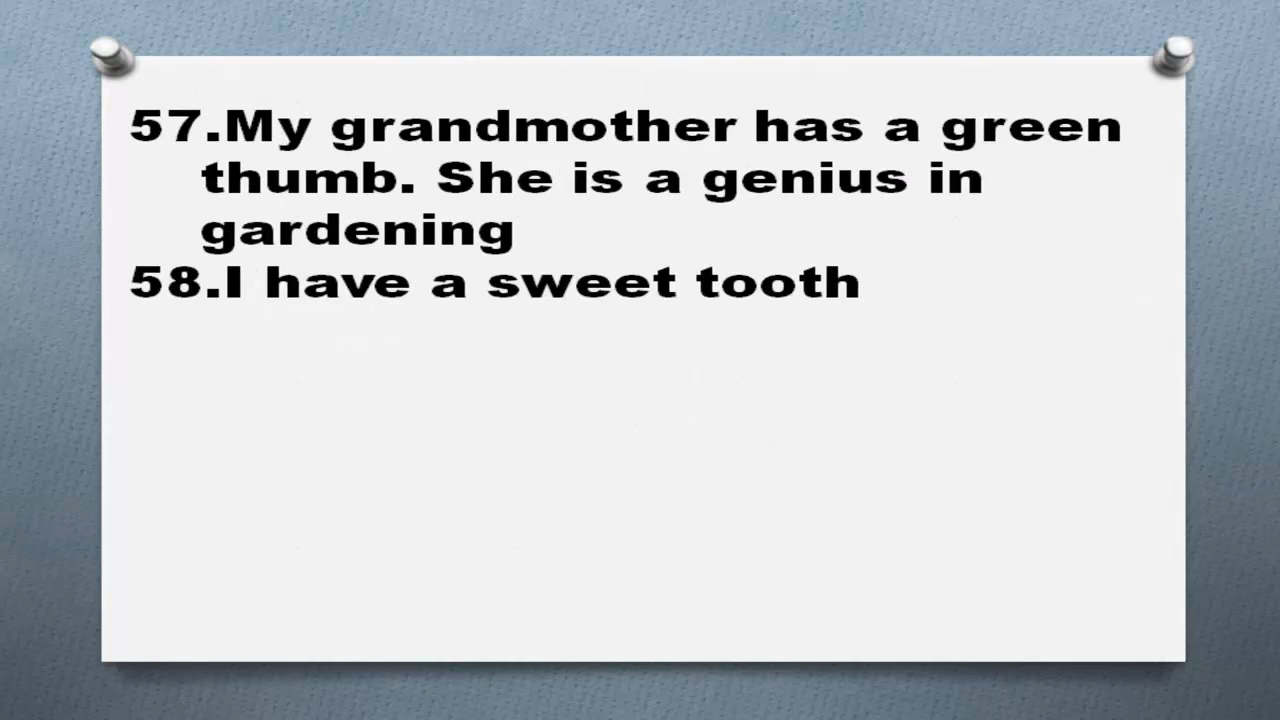 57.My grandmother has a green
thumb. She is a genius in
gardening
58.I have a sweet tooth